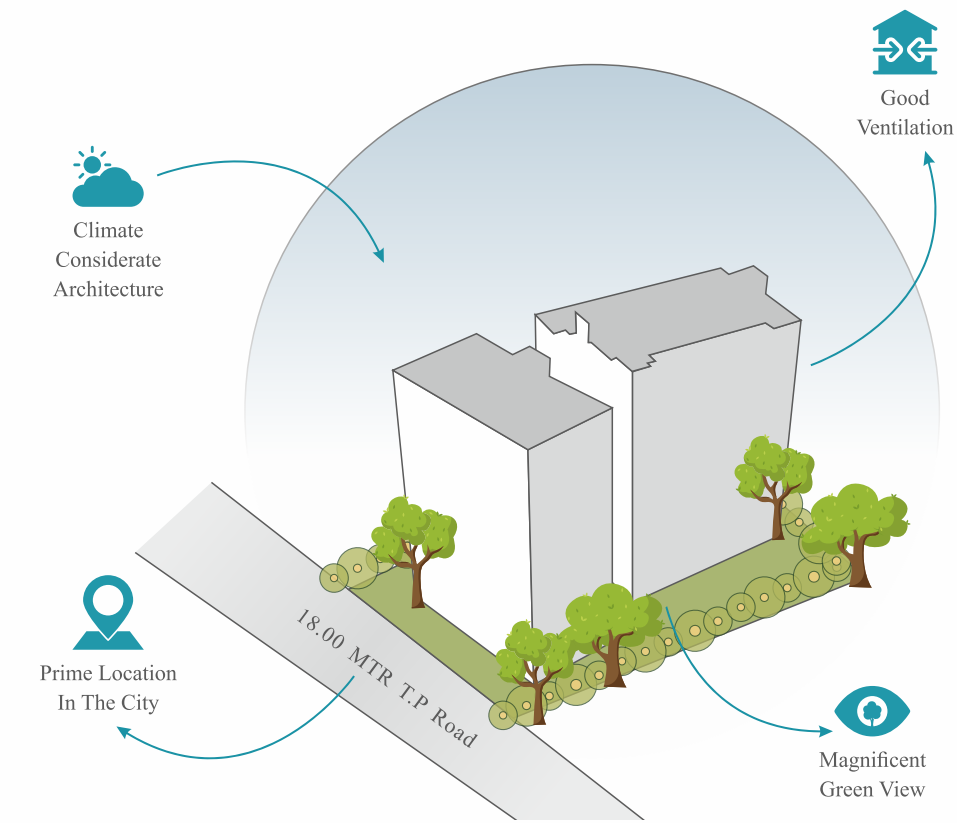 Good
Ventilation
Climate
Considerate
Architecture
18.00 MTR T.P Road
Prime Location
In The City
Magnificent
Green View